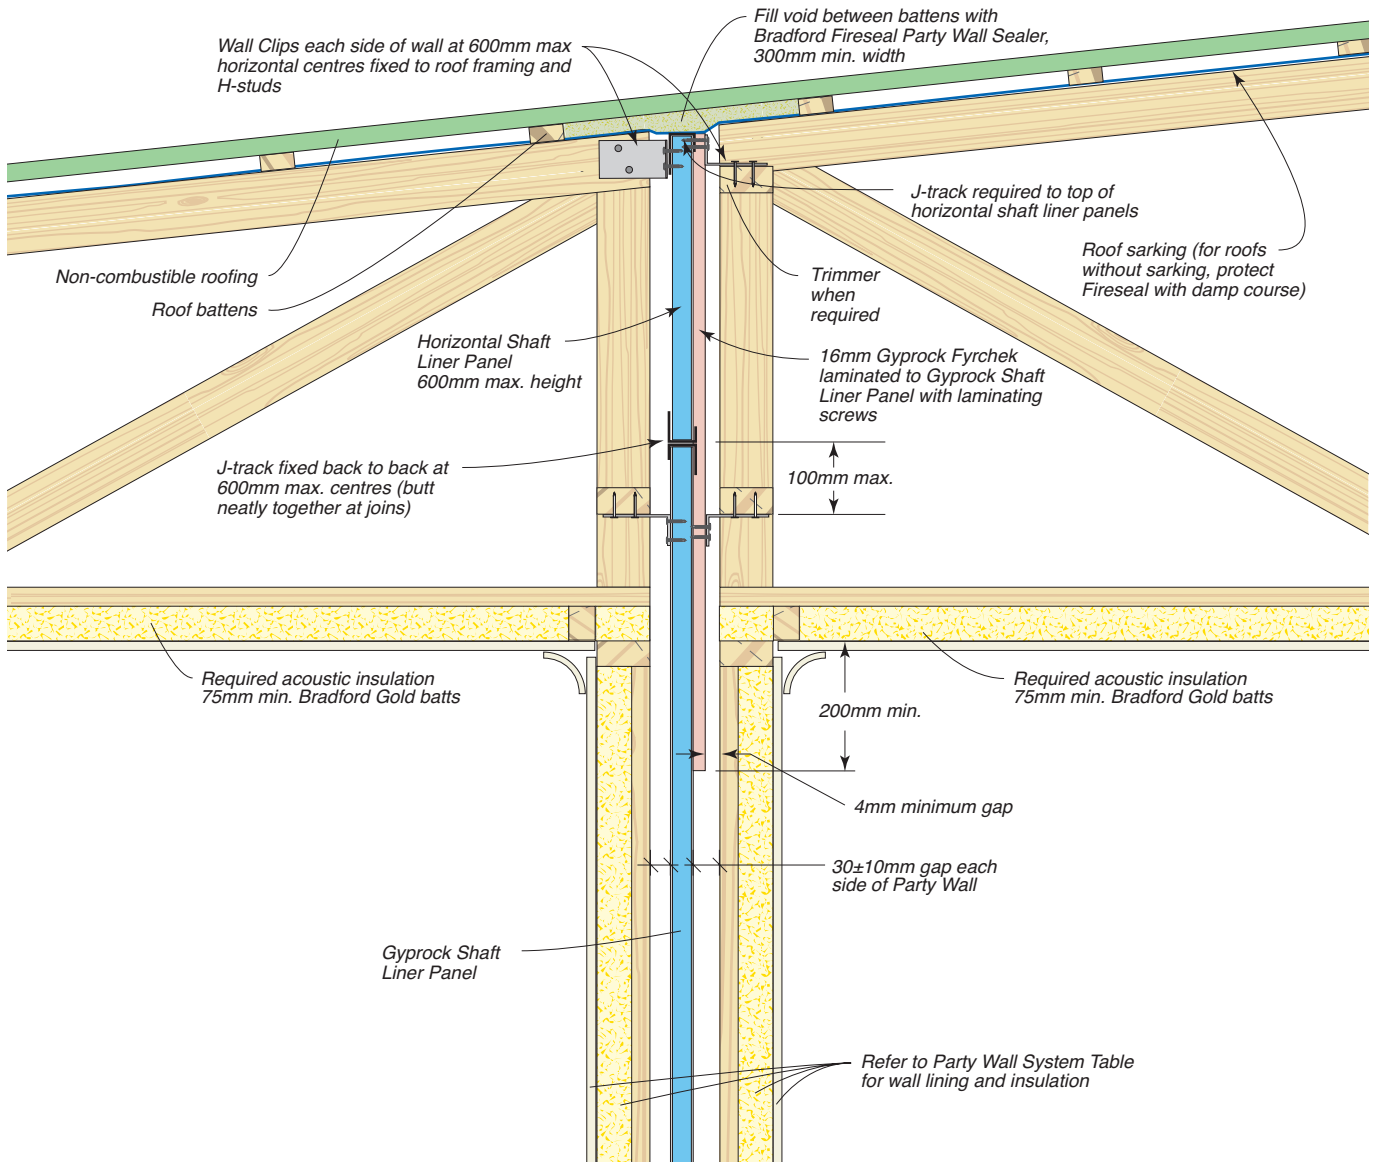 Fill void between battens with
Bradford Fireseal Party Wall Sealer,
300mm min. width
Wall Clips each side of wall at 600mm max
horizontal centres fixed to roof framing and
H-studs
J-track required to top of
horizontal shaft liner panels
Roof sarking (for roofs
without sarking, protect
Fireseal with damp course)
Non-combustible roofing
Roof battens
Trimmer
when
required
Horizontal Shaft
Liner Panel
600mm max. height
16mm Gyprock Fyrchek
laminated to Gyprock Shaft
Liner Panel with laminating
screws
J-track fixed back to back at
600mm max. centres (butt
neatly together at joins)
100mm max.
Required acoustic insulation
75mm min. Bradford Gold batts
Required acoustic insulation
75mm min. Bradford Gold batts
200mm min.
4mm minimum gap
30±10mm gap each
side of Party Wall
Gyprock Shaft
Liner Panel
Refer to Party Wall System Table
for wall lining and insulation